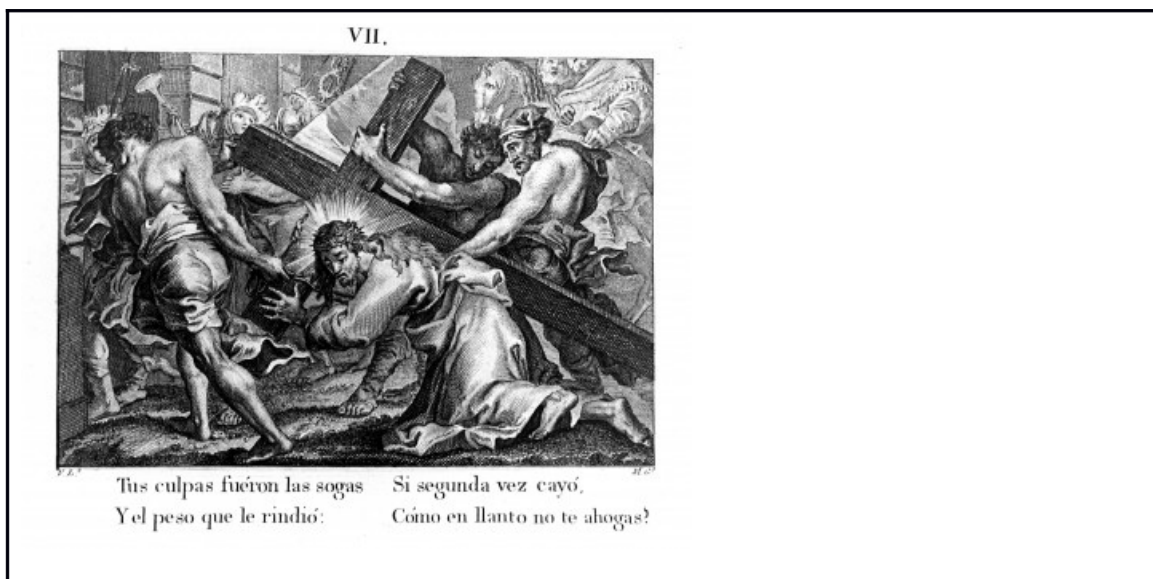 VII.
V. L.ᵗ
M. G.ᵗ
Tus culpas fuéron las sogas
Y el peso que le rindió:
Si segunda vez cayó,
Cómo en llanto no te ahogas?